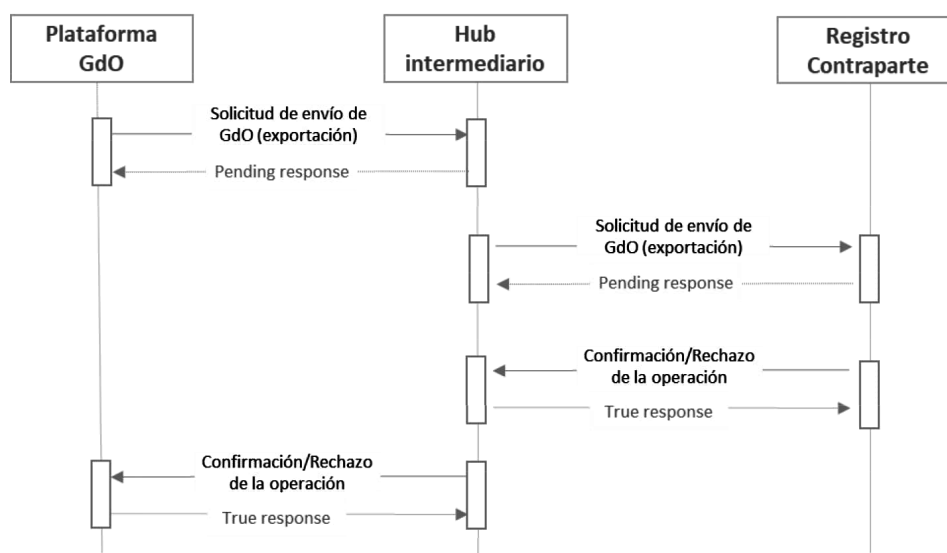 Plataforma
GdO
Hub
intermediario
Registro
Contraparte
Solicitud de envío de
GdO (exportación)
Pending response
Solicitud de envío de
GdO (exportación)
Pending response
Confirmación/Rechazo
de la operación
True response
Confirmación/Rechazo
de la operación
True response